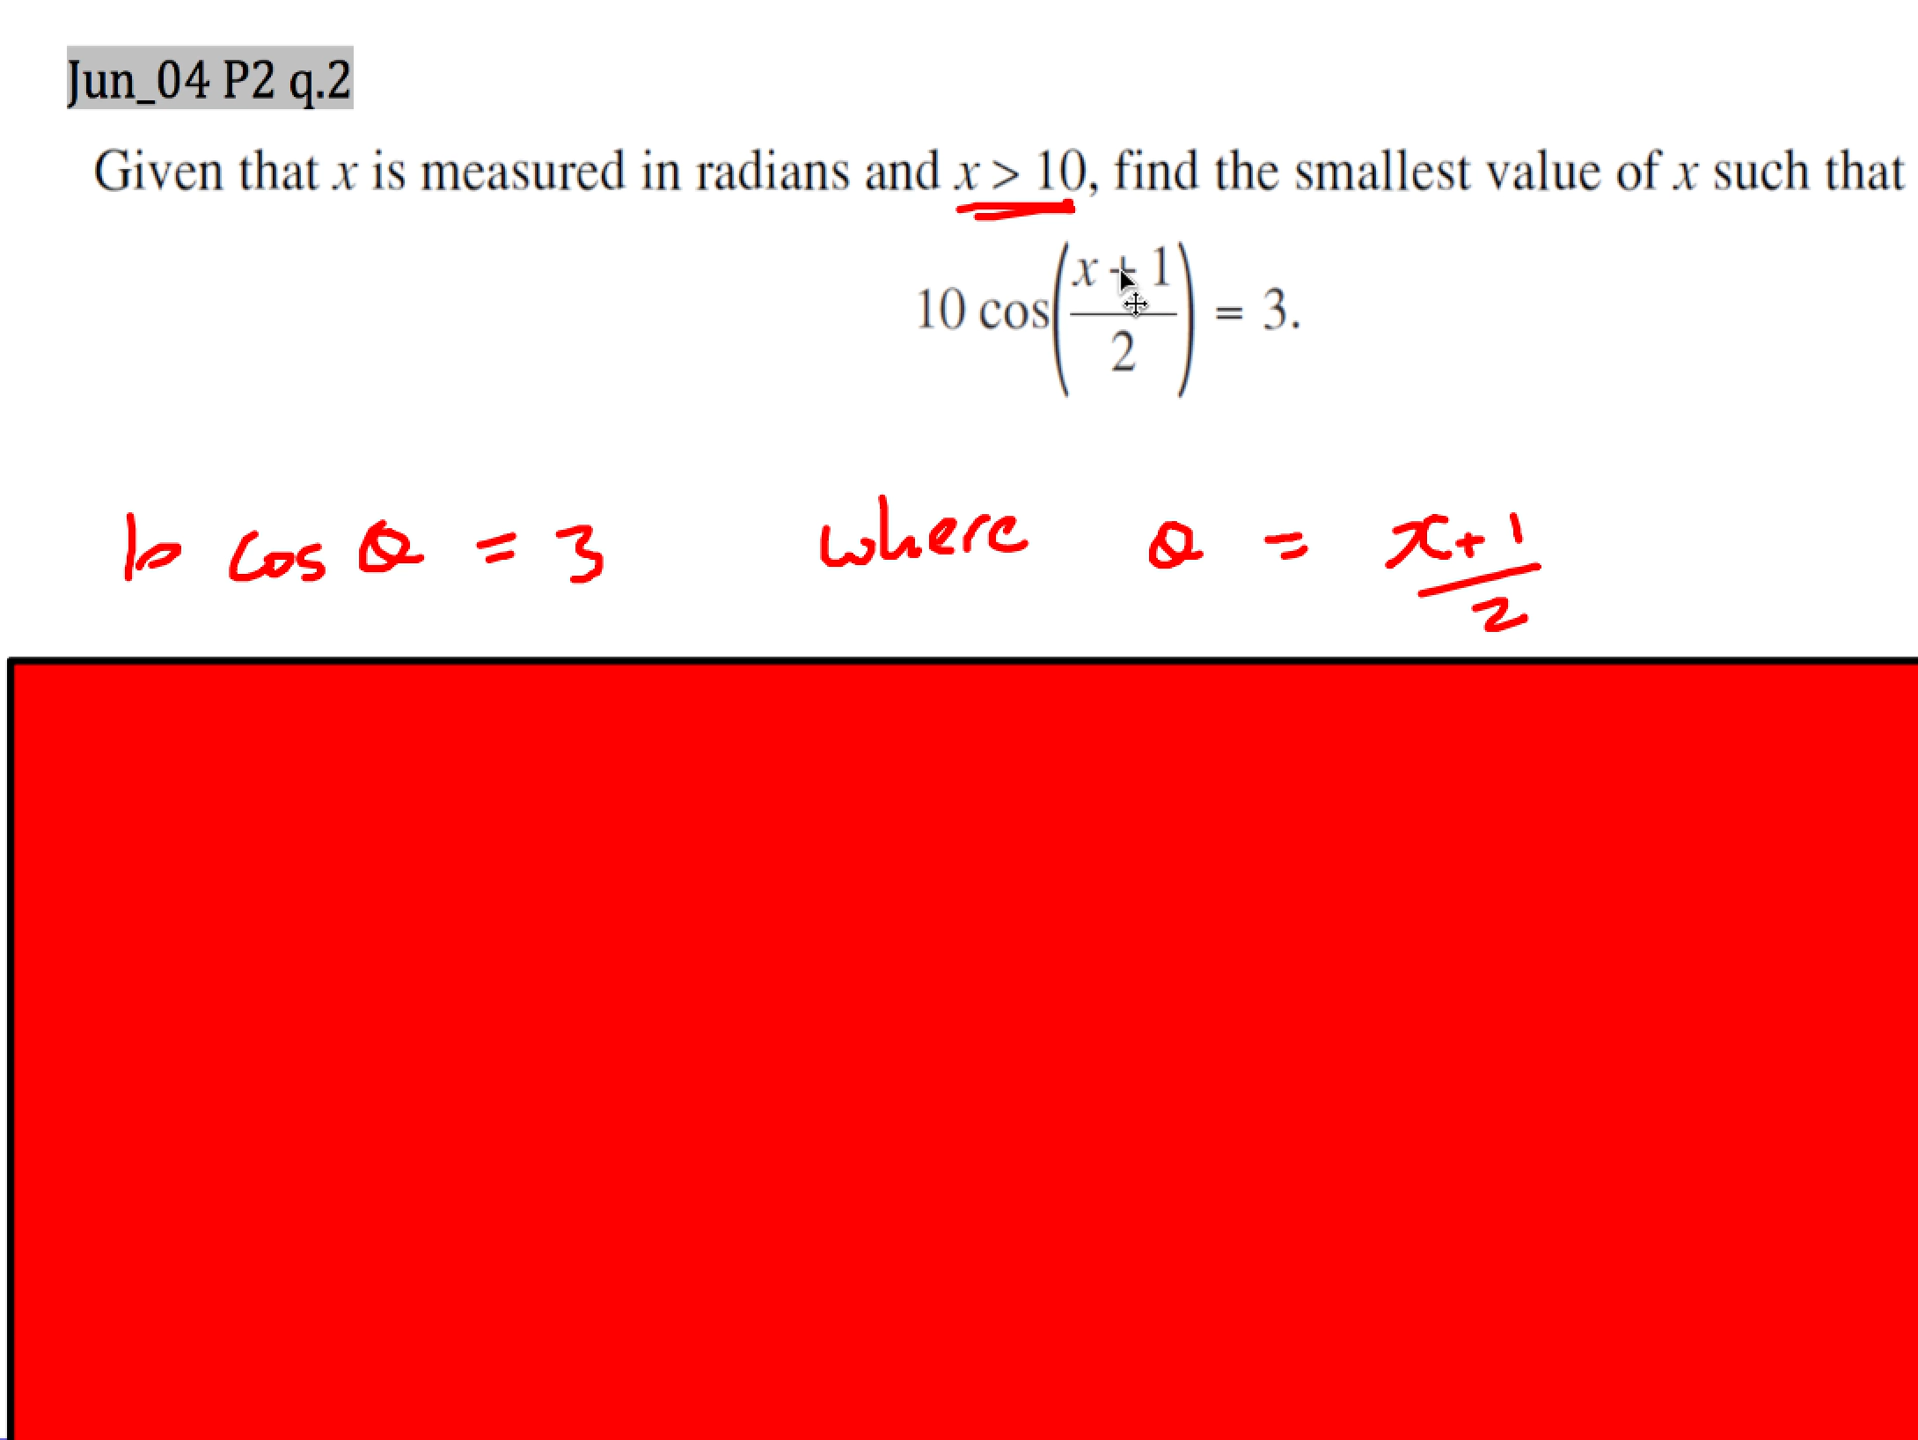 Jun_04 P2 q.2
Given that x is measured in radians and x > 10, find the smallest value of x such that
10 cos((x + 1)/2) = 3.
10 cos θ = 3 where θ = (x+1)/2